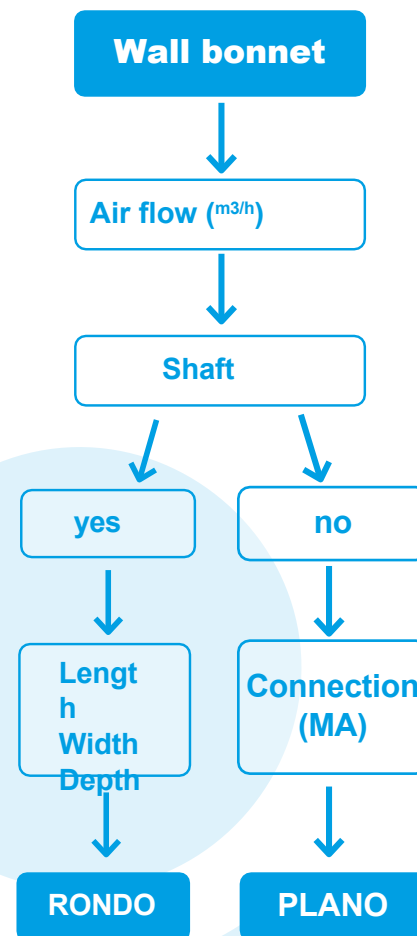 Wall bonnet
Air flow (m3/h)
Shaft
yes
no
Lengt
h
Width
Depth
Connection
(MA)
RONDO
PLANO